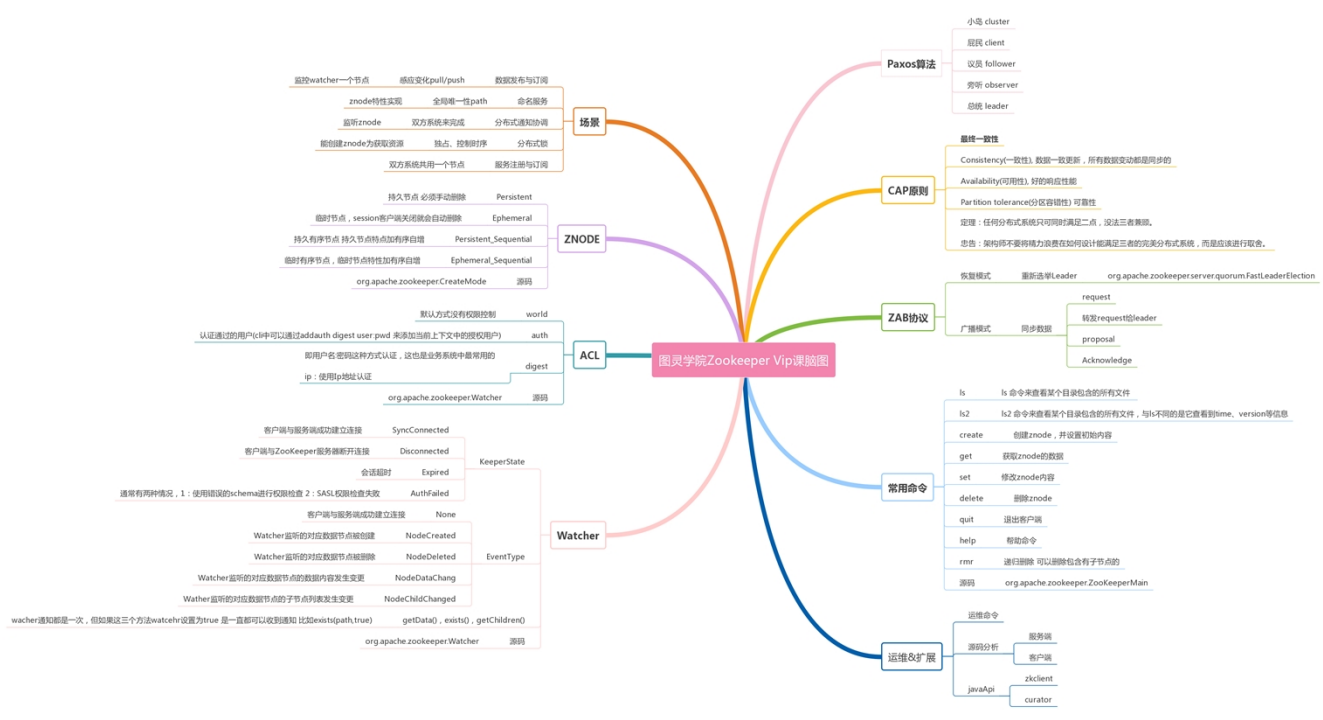 图灵学院Zookeeper Vip课脑图
Paxos算法
小岛 cluster
屁民 client
议员 follower
旁听 observer
总统 leader
CAP原则
最终一致性
Consistency(一致性), 数据一致更新，所有数据变动都是同步的
Availability(可用性), 好的响应性能
Partition tolerance(分区容错性) 可靠性
定理：任何分布式系统只可同时满足二点，没法三者兼顾。
忠告：架构师不要将精力浪费在如何设计能满足三者的完美分布式系统，而是应该进行取舍。
ZAB协议
恢复模式 重新选举Leader org.apache.zookeeper.server.quorum.FastLeaderElection
广播模式 同步数据
request
转发request给leader
proposal
Acknowledge
常用命令
ls ls 命令来查看某个目录包含的所有文件
ls2 ls2 命令来查看某个目录包含的所有文件，与ls不同的是它查看到time、version等信息
create 创建znode，并设置初始内容
get 获取znode的数据
set 修改znode内容
delete 删除znode
quit 退出客户端
help 帮助命令
rmr 递归删除 可以删除包含有子节点的
源码 org.apache.zookeeper.ZooKeeperMain
运维&扩展
运维命令
源码分析
服务端
客户端
javaApi
zkclient
curator
场景
监控watcher一个节点 感应变化pull/push 数据发布与订阅
znode特性实现 全局唯一性path 命名服务
监听znode 双方系统来完成 分布式通知协调
能创建znode为获取资源 独占、控制时序 分布式锁
双方系统共用一个节点 服务注册与订阅
ZNODE
持久节点 必须手动删除 Persistent
临时节点，session客户端关闭就会自动删除 Ephemeral
持久有序节点 持久节点特点加有序自增 Persistent_Sequential
临时有序节点，临时节点特性加有序自增 Ephemeral_Sequential
org.apache.zookeeper.CreateMode 源码
ACL
默认方式没有权限控制 world
认证通过的用户(cli中可以通过addauth digest user:pwd 来添加当前上下文中的授权用户) auth
即用户名:密码这种方式认证，这也是业务系统中最常用的
digest
ip：使用Ip地址认证
org.apache.zookeeper.Watcher 源码
Watcher
KeeperState
客户端与服务端成功建立连接 SyncConnected
客户端与ZooKeeper服务器断开连接 Disconnected
会话超时 Expired
通常有两种情况，1：使用错误的schema进行权限检查 2：SASL权限检查失败 AuthFailed
EventType
客户端与服务端成功建立连接 None
Watcher监听的对应数据节点被创建 NodeCreated
Watcher监听的对应数据节点被删除 NodeDeleted
Watcher监听的对应数据节点的数据内容发生变更 NodeDataChang
Wather监听的对应数据节点的子节点列表发生变更 NodeChildChanged
wacher通知都是一次，但如果这三个方法watcehr设置为true 是一直都可以收到通知 比如exists(path,true) getData()，exists()，getChildren()
org.apache.zookeeper.Watcher 源码